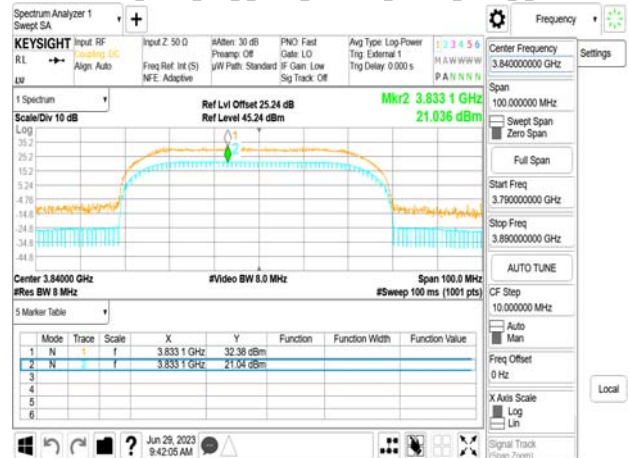 Spectrum Analyzer 1
Swept SA
+
Frequency
KEYSIGHT
RL
Input: RF
Coupling: DC
Align: Auto
Input Z: 50 Ω
Freq Ref: Int (S)
NFE: Adaptive
#Atten: 30 dB
Preamp: Off
µW Path: Standard
PNO: Fast
Gate: LO
IF Gain: Low
Sig Track: Off
Avg Type: Log-Power
Trig: External 1
Trig Delay: 0.000 s
1 2 3 4 5 6
M A W W W W
P A N N N N
1 Spectrum
Scale/Div 10 dB
Ref Lvl Offset 25.24 dB
Ref Level 45.24 dBm
Mkr2 3.833 1 GHz
21.036 dBm
Log
35.2
25.2
15.2
5.24
-4.76
-14.8
-24.8
-34.8
-44.8
1
2
Center 3.84000 GHz
#Res BW 8 MHz
#Video BW 8.0 MHz
Span 100.0 MHz
#Sweep 100 ms (1001 pts)
5 Marker Table
Mode Trace Scale X Y Function Function Width Function Value
1 N 1 f 3.833 1 GHz 32.38 dBm
2 N 2 f 3.833 1 GHz 21.04 dBm
3
4
5
6
?
Jun 29, 2023
9:42:05 AM
Center Frequency
3.840000000 GHz
Settings
Span
100.000000 MHz
Swept Span
Zero Span
Full Span
Start Freq
3.790000000 GHz
Stop Freq
3.890000000 GHz
AUTO TUNE
CF Step
10.000000 MHz
Auto
Man
Freq Offset
0 Hz
X Axis Scale
Log
Lin
Local
Signal Track
(Span Zoom)